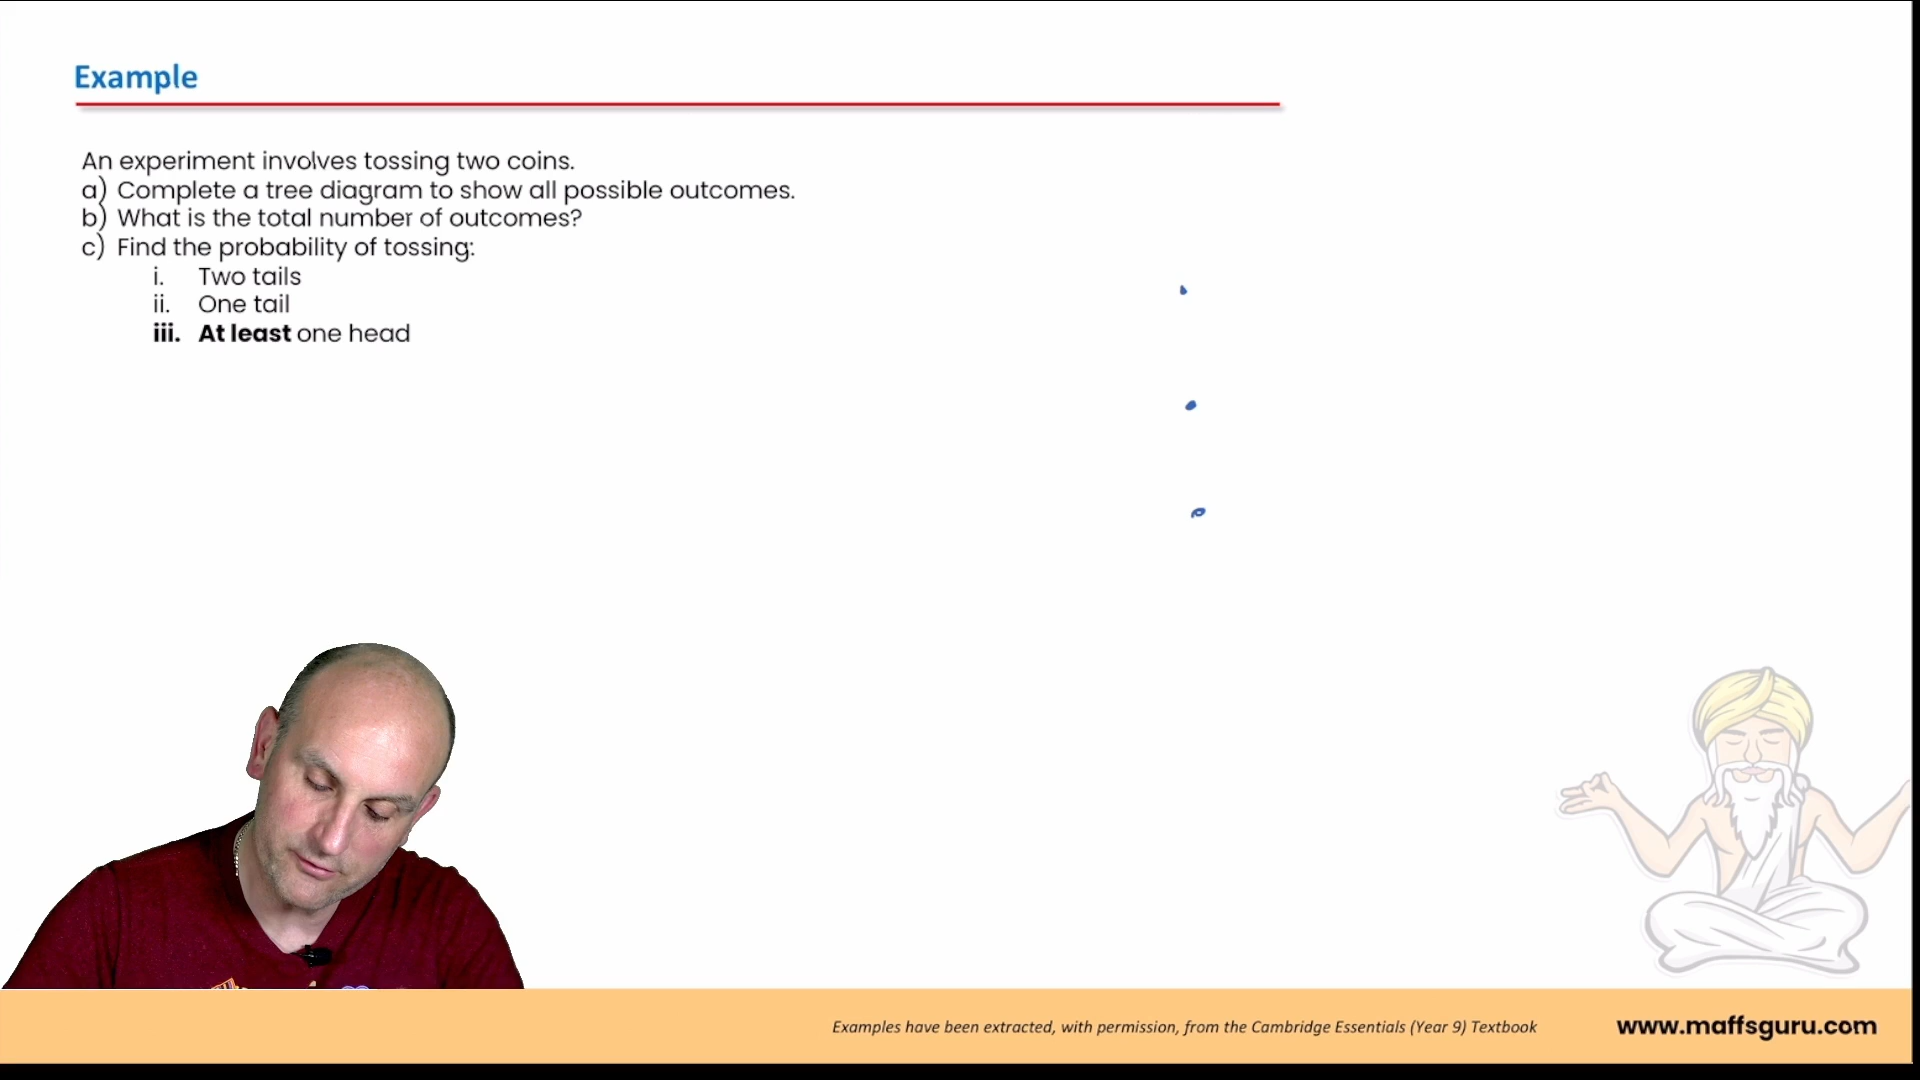 Example
An experiment involves tossing two coins.
a) Complete a tree diagram to show all possible outcomes.
b) What is the total number of outcomes?
c) Find the probability of tossing:
i. Two tails
ii. One tail
iii. At least one head
Examples have been extracted, with permission, from the Cambridge Essentials (Year 9) Textbook
www.maffsguru.com